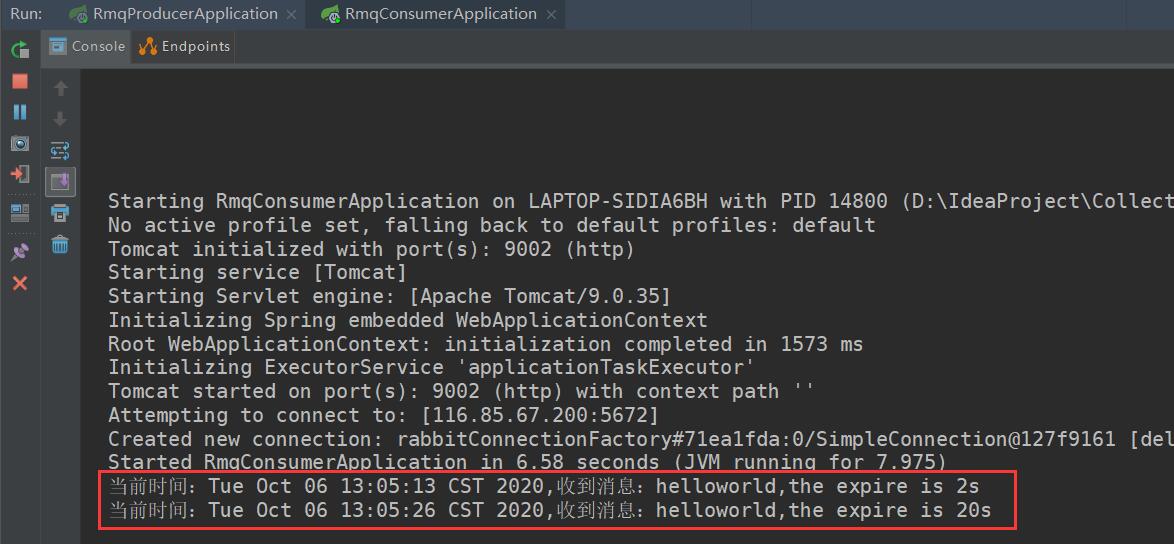 Run: RmqProducerApplication RmqConsumerApplication
Console Endpoints
Starting RmqConsumerApplication on LAPTOP-SIDIA6BH with PID 14800 (D:\IdeaProject\Collect
No active profile set, falling back to default profiles: default
Tomcat initialized with port(s): 9002 (http)
Starting service [Tomcat]
Starting Servlet engine: [Apache Tomcat/9.0.35]
Initializing Spring embedded WebApplicationContext
Root WebApplicationContext: initialization completed in 1573 ms
Initializing ExecutorService 'applicationTaskExecutor'
Tomcat started on port(s): 9002 (http) with context path ''
Attempting to connect to: [116.85.67.200:5672]
Created new connection: rabbitConnectionFactory#71ea1fda:0/SimpleConnection@127f9161 [del
Started RmqConsumerApplication in 6.58 seconds (JVM running for 7.975)
当前时间：Tue Oct 06 13:05:13 CST 2020,收到消息：helloworld,the expire is 2s
当前时间：Tue Oct 06 13:05:26 CST 2020,收到消息：helloworld,the expire is 20s